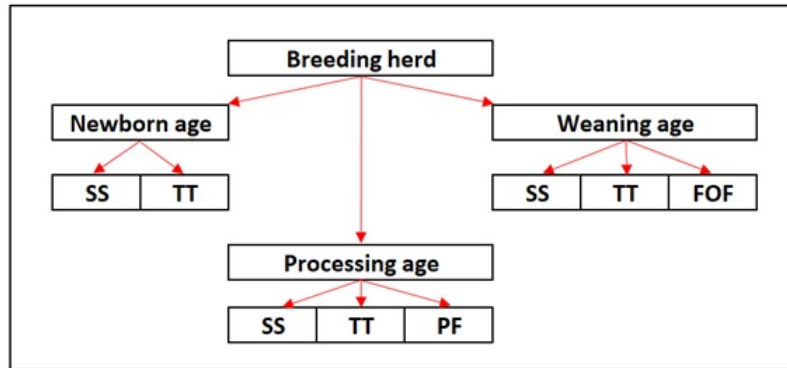 Breeding herd
Newborn age
Weaning age
SS TT
SS TT FOF
Processing age
SS TT PF